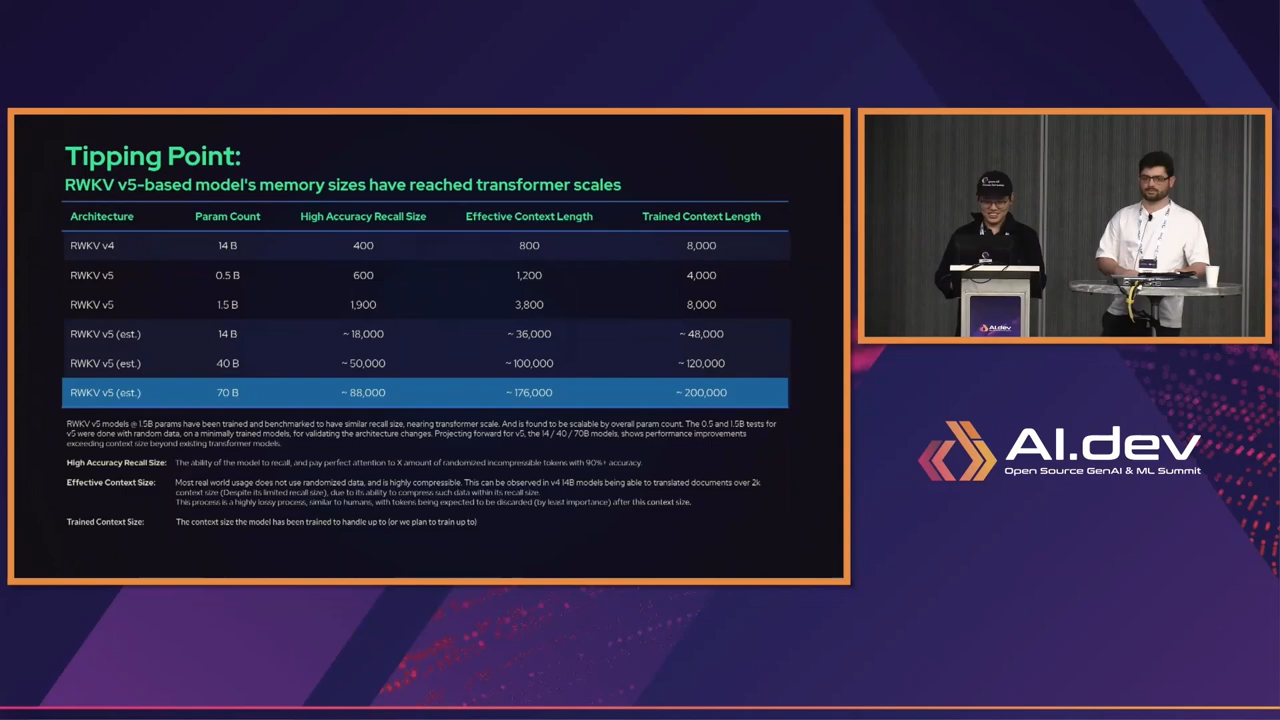 Tipping Point:
RWKV v5-based model's memory sizes have reached transformer scales
Architecture Param Count High Accuracy Recall Size Effective Context Length Trained Context Length
RWKV v4 14 B 400 800 8,000
RWKV v5 0.5 B 600 1,200 4,000
RWKV v5 1.5 B 1,900 3,800 8,000
RWKV v5 (est.) 14 B ~ 18,000 ~ 36,000 ~ 48,000
RWKV v5 (est.) 40 B ~ 50,000 ~ 100,000 ~ 120,000
RWKV v5 (est.) 70 B ~ 88,000 ~ 176,000 ~ 200,000
RWKV v5 models @ 1.5B params have been trained and benchmarked to have similar recall size, nearing transformer scale. And is found to be scalable by overall param count. The 0.5 and 1.5B tests for
v5 were done with random data, on a minimally trained models, for validating the architecture changes. Projecting forward for v5, the 14 / 40 / 70B models, shows performance improvements
exceeding context size beyond existing transformer models.
High Accuracy Recall Size: The ability of the model to recall, and pay perfect attention to X amount of randomized incompressible tokens with 90%+ accuracy.
Effective Context Size: Most real world usage does not use randomized data, and is highly compressible. This can be observed in v4 14B models being able to translated documents over 2k
context size (Despite its limited recall size), due to its ability to compress such data within its recall size.
This process is a highly lossy process, similar to humans, with tokens being expected to be discarded (by least importance) after this context size.
Trained Context Size: The context size the model has been trained to handle up to (or we plan to train up to)
AI.dev
AI.dev
Open Source GenAI & ML Summit